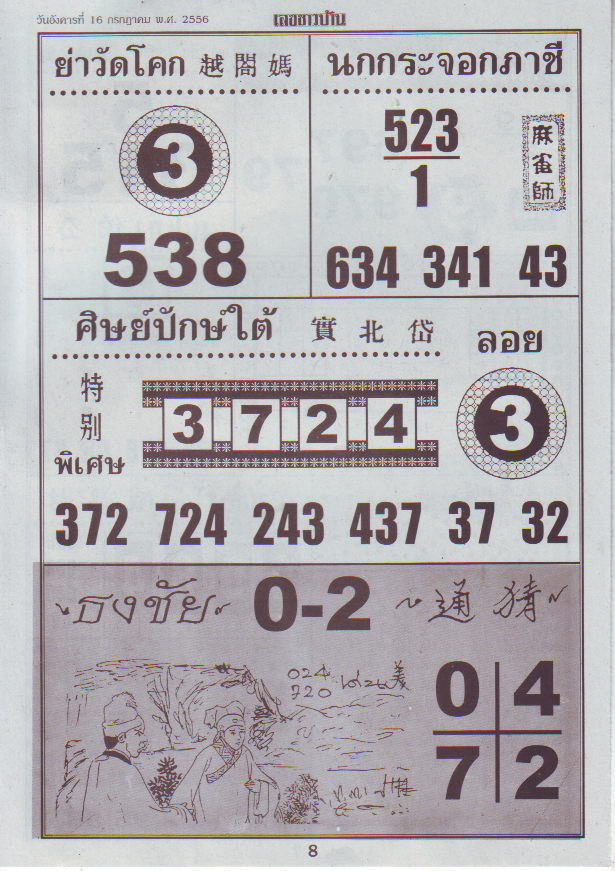 วันอังคารที่ 16 กรกฎาคม พ.ศ. 2556
เลขชาวบ้าน
ย่าวัดโคก 越閤媽
3
538
นกกระจอกภาชี
523
1
麻雀師
634 341 43
ศิษย์ปักษ์ใต้ 實北岱
ลอย
特别
พิเศษ
3 7 2 4
3
372 724 243 437 37 32
ธงชัย 0-2 通猜
024
720
0 4
7 2
8